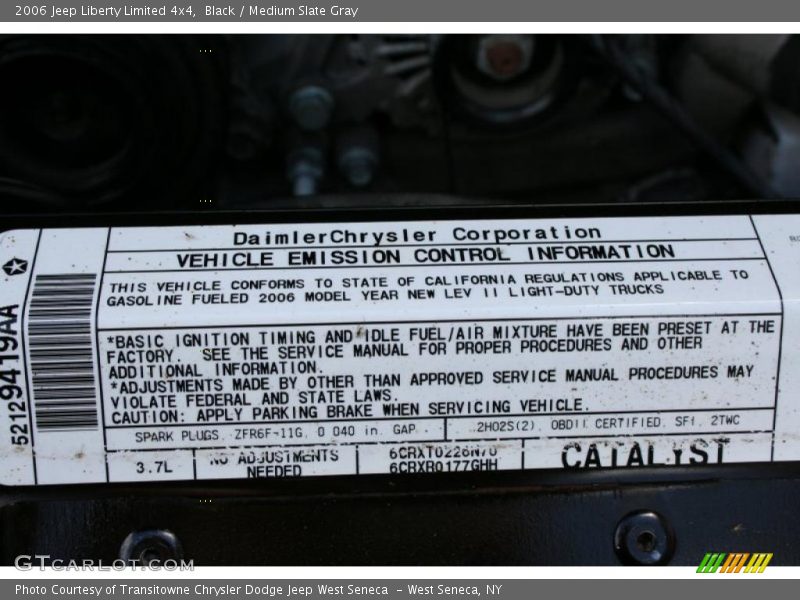 2006 Jeep Liberty Limited 4x4,  Black / Medium Slate Gray
DaimlerChrysler Corporation
VEHICLE EMISSION CONTROL INFORMATION
THIS VEHICLE CONFORMS TO STATE OF CALIFORNIA REGULATIONS APPLICABLE TO
GASOLINE FUELED 2006 MODEL YEAR NEW LEV II LIGHT-DUTY TRUCKS
*BASIC IGNITION TIMING AND IDLE FUEL/AIR MIXTURE HAVE BEEN PRESET AT THE
FACTORY. SEE THE SERVICE MANUAL FOR PROPER PROCEDURES AND OTHER
ADDITIONAL INFORMATION.
*ADJUSTMENTS MADE BY OTHER THAN APPROVED SERVICE MANUAL PROCEDURES MAY
VIOLATE FEDERAL AND STATE LAWS.
CAUTION: APPLY PARKING BRAKE WHEN SERVICING VEHICLE.
SPARK PLUGS. ZFR6F-11G, 0.040 in. GAP 2HO2S(2), OBDII CERTIFIED, SFI, 2TWC
3.7L
NO ADJUSTMENTS
NEEDED
6CRXT0226N70
6CRXR0177GHH
CATALYST
52129419AA
GTcarlot.com
Photo Courtesy of Transitowne Chrysler Dodge Jeep West Seneca  - West Seneca, NY